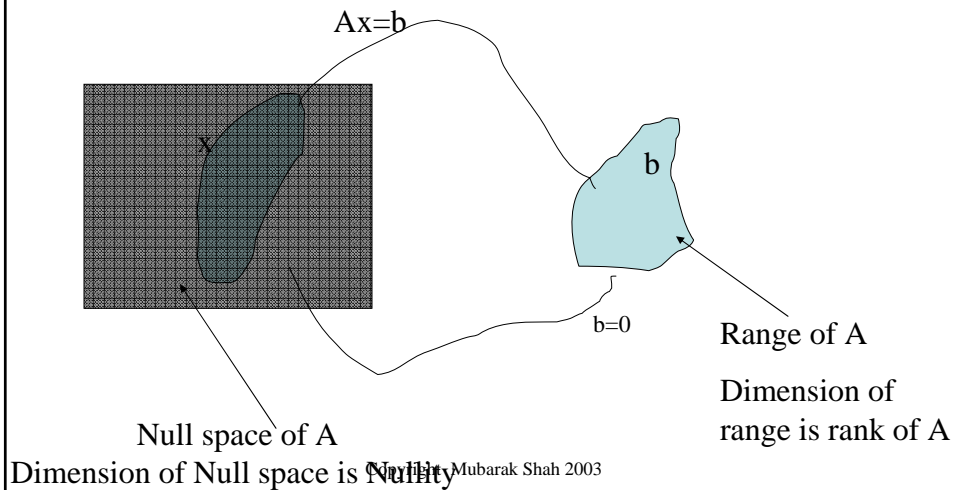 Ax=b
x
b
b=0
Range of A
Dimension of
range is rank of A
Null space of A
Dimension of Null space is Nullity
Copyright Mubarak Shah 2003